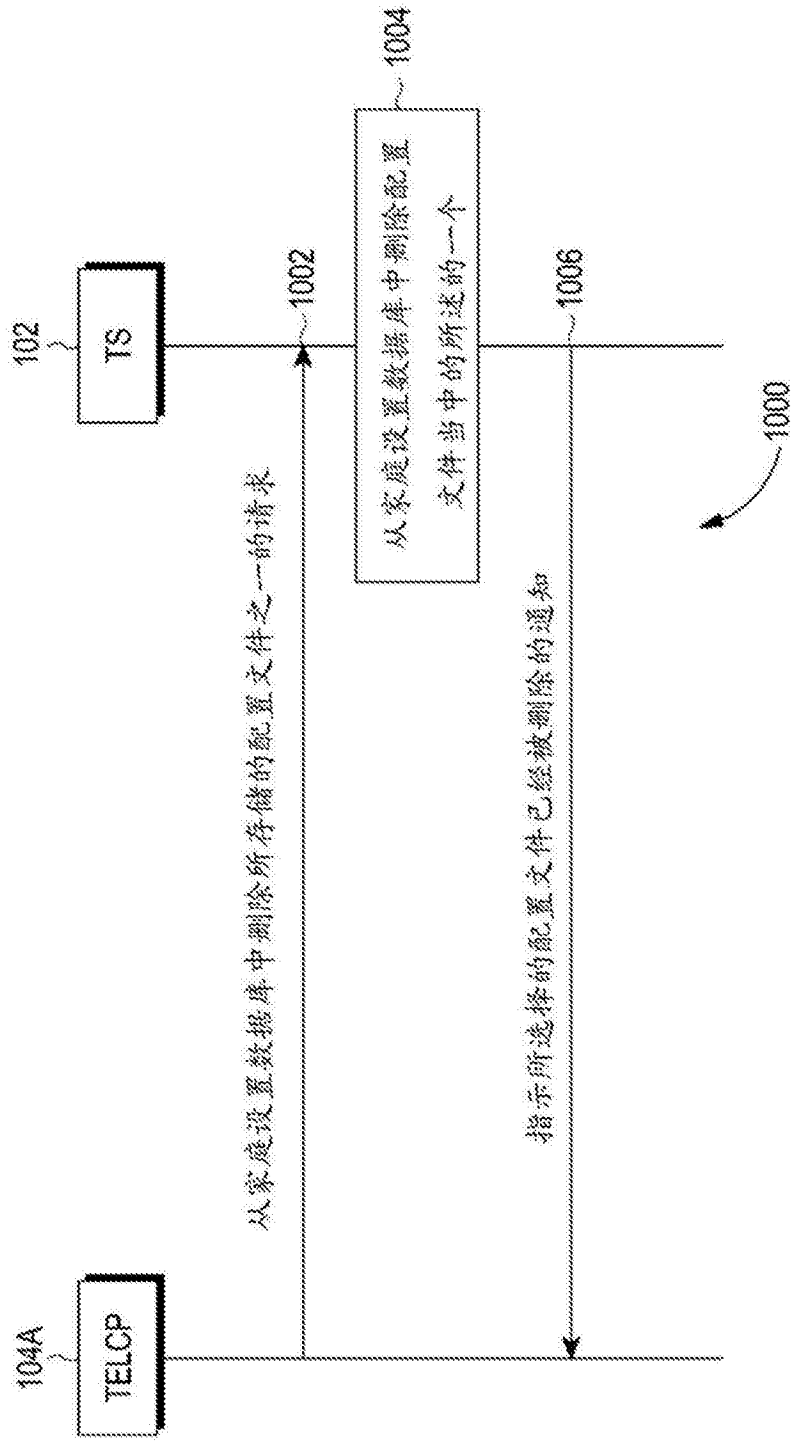 104A
TELCP
102
TS
从家庭设置数据库中删除所存储的配置文件之一的请求
1002
从家庭设置数据库中删除配置
文件当中的所述的一个
1004
指示所选择的配置文件已经被删除的通知
1006
1000